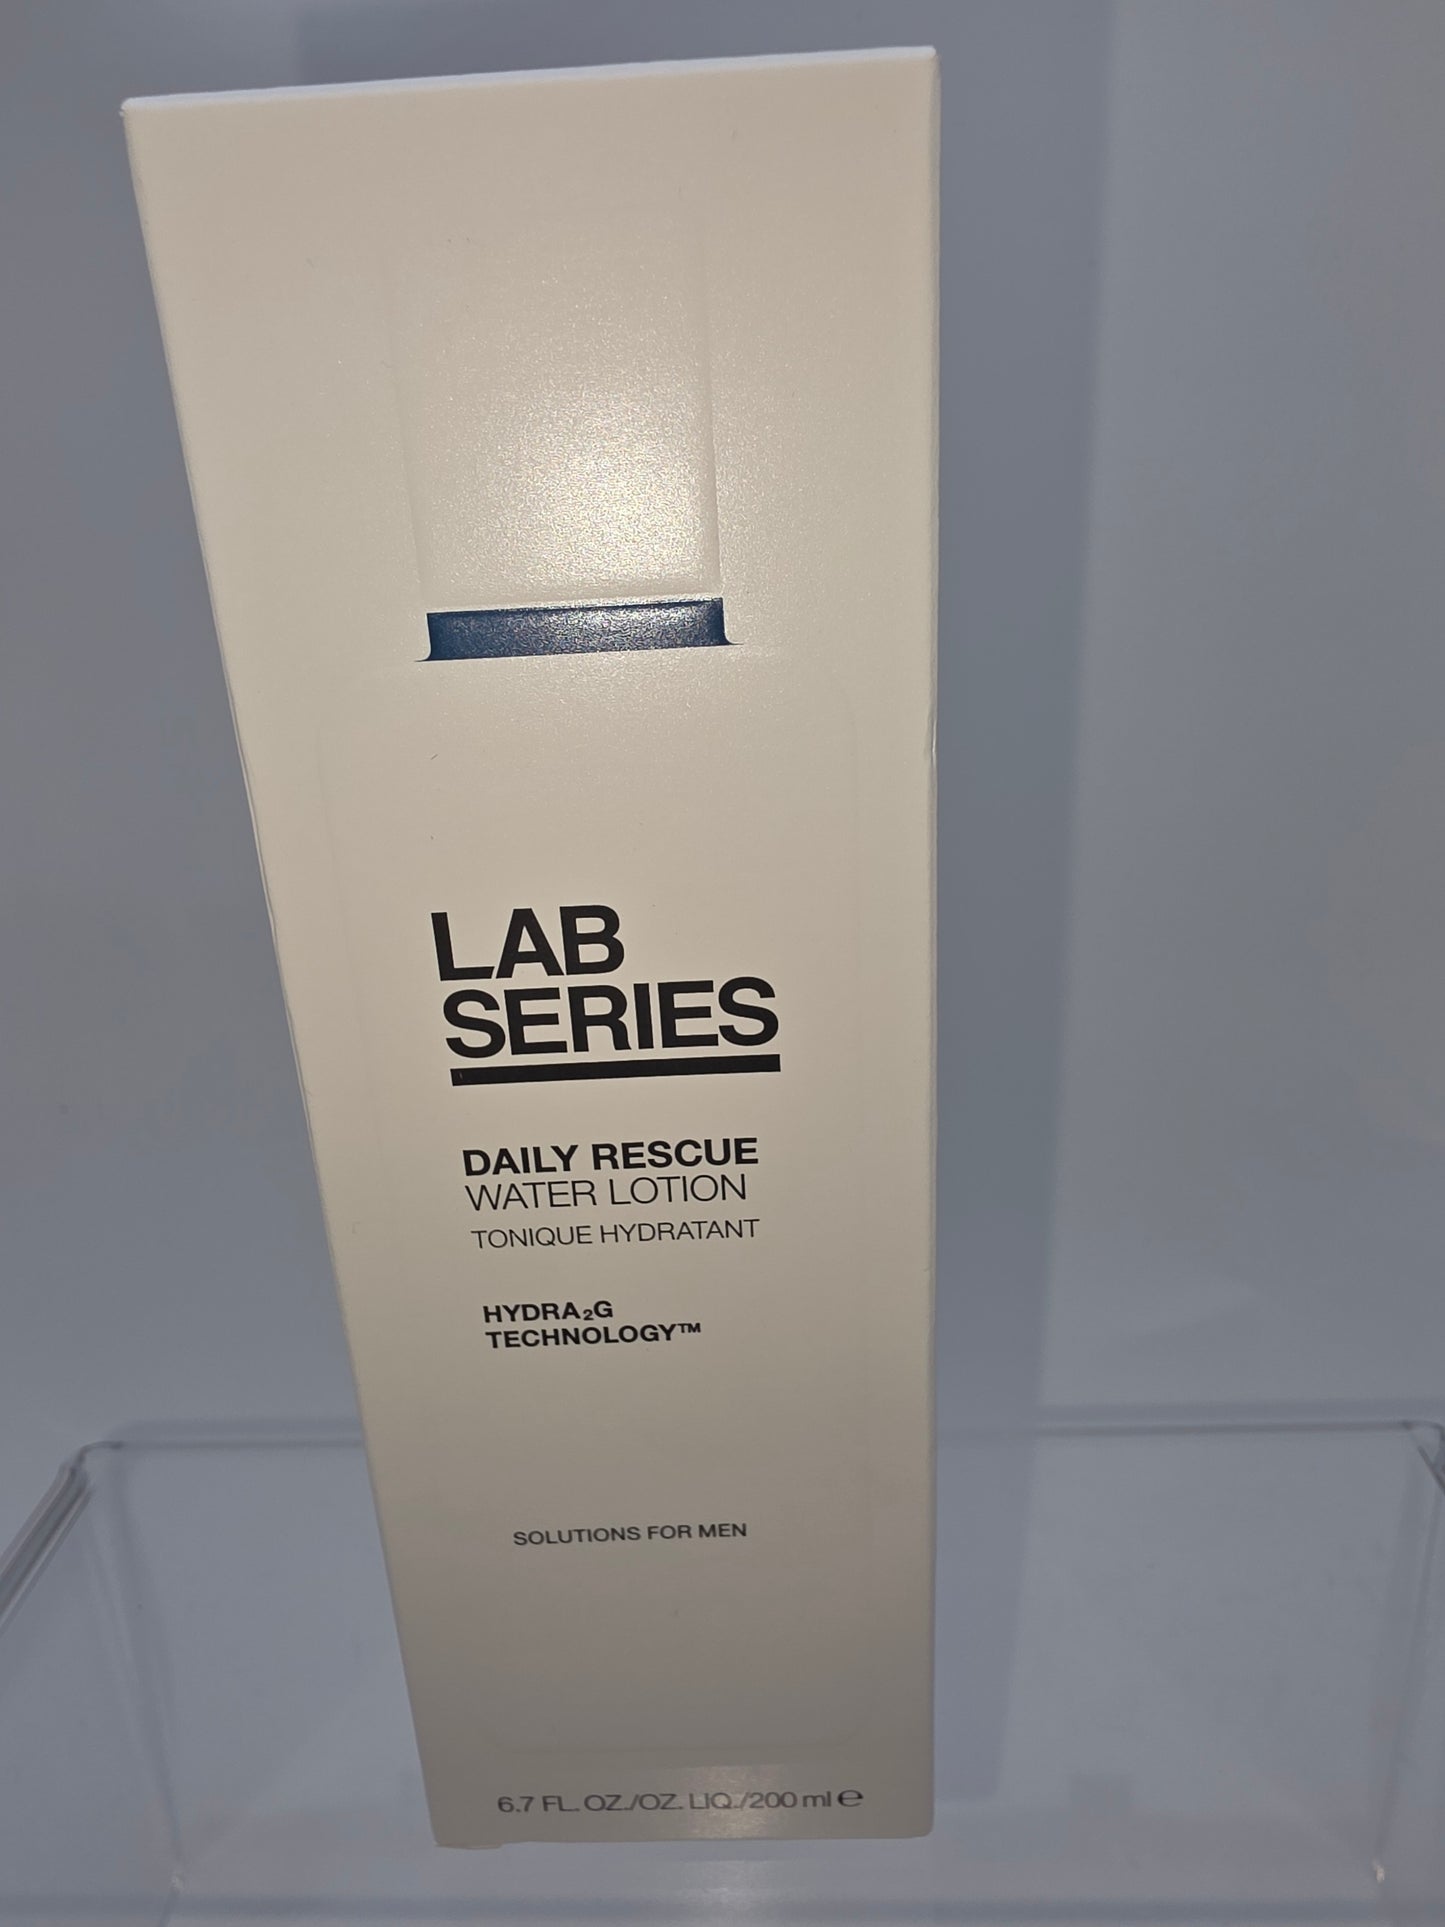 LAB
SERIES
DAILY RESCUE
WATER LOTION
TONIQUE HYDRATANT
HYDRA₂G
TECHNOLOGY™
SOLUTIONS FOR MEN
6.7 FL. OZ./OZ. LIQ./200 ml ℮